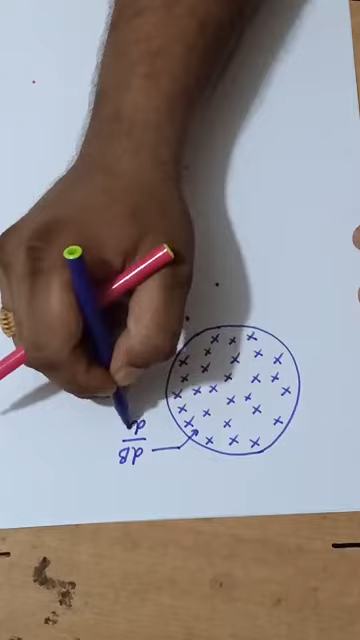 dB
d
× × × × × × × × × × × × × × × × × × × × × × × × × × × × ×